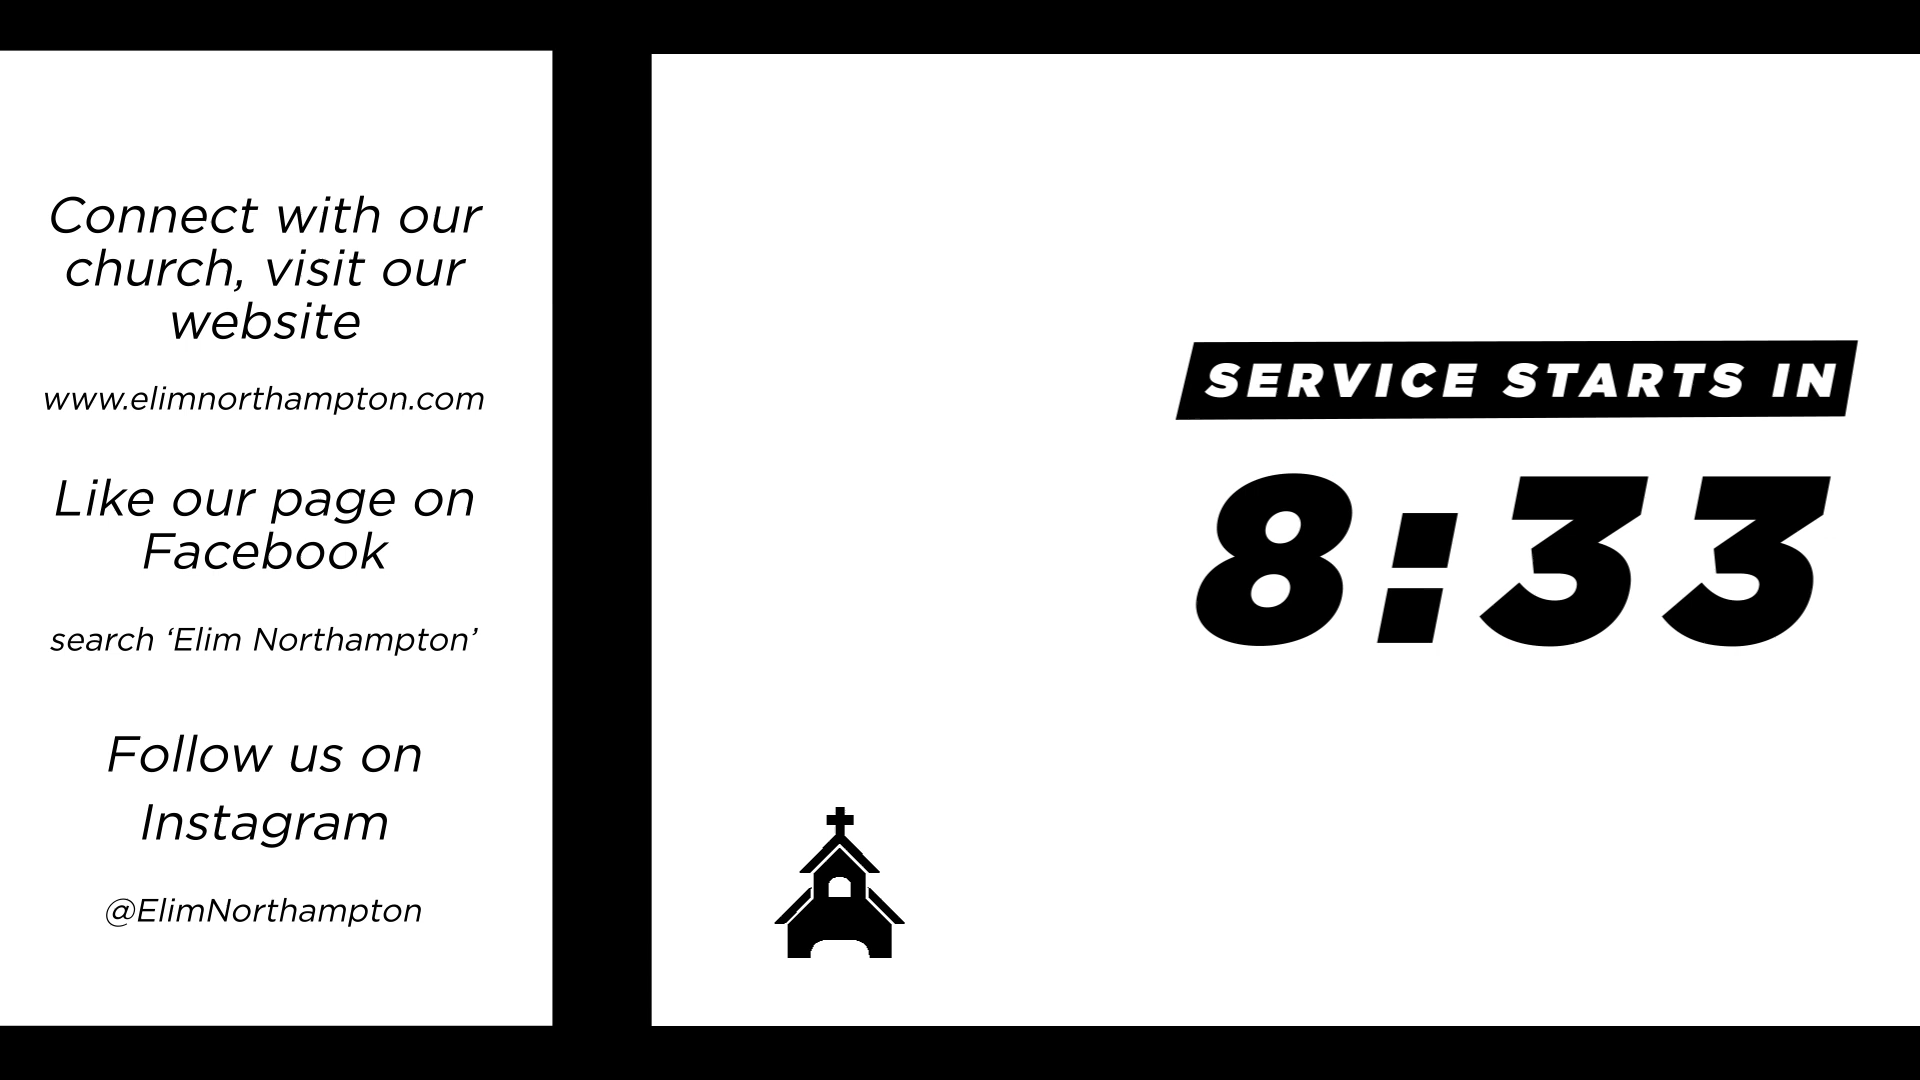 Connect with our
church, visit our
website
www.elimnorthampton.com
Like our page on
Facebook
search ‘Elim Northampton’
Follow us on
Instagram
@ElimNorthampton
SERVICE STARTS IN
8:33